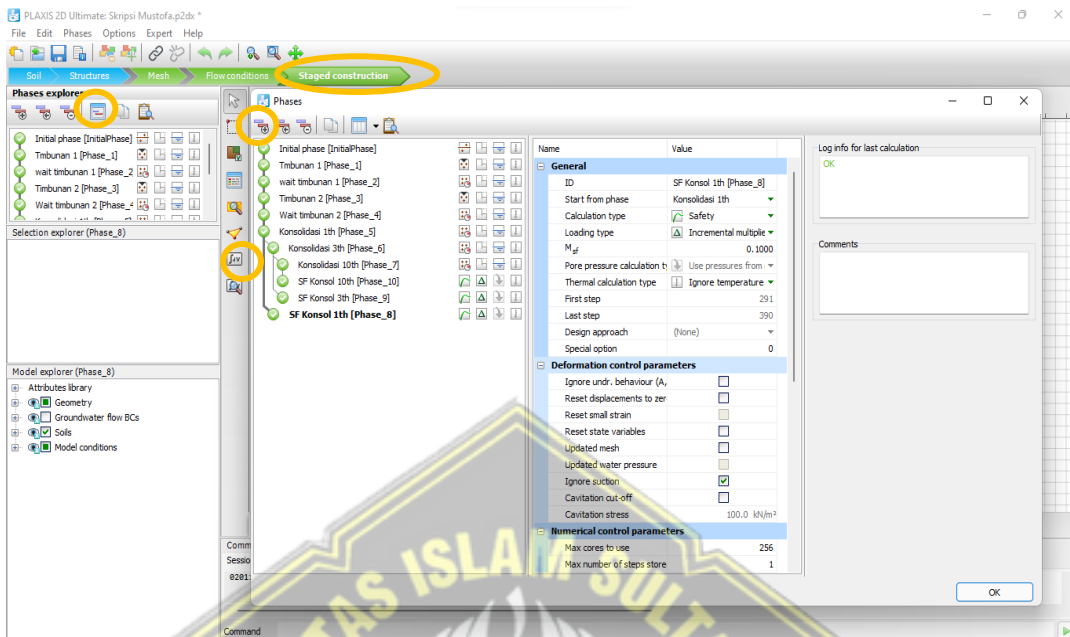 PLAXIS 2D Ultimate: Skripsi Mustofa.p2dx *
File Edit Phases Options Expert Help
Soil Structures Mesh Flow conditions Staged construction
Phases explorer
Initial phase [InitialPhase]
Tmbunan 1 [Phase_1]
wait timbunan 1 [Phase_2
Timbunan 2 [Phase_3]
Wait timbunan 2 [Phase_4
Selection explorer (Phase_8)
Model explorer (Phase_8)
Attributes library
Geometry
Groundwater flow BCs
Soils
Model conditions
Phases
Initial phase [InitialPhase]
Tmbunan 1 [Phase_1]
wait timbunan 1 [Phase_2]
Timbunan 2 [Phase_3]
Wait timbunan 2 [Phase_4]
Konsolidasi 1th [Phase_5]
Konsolidasi 3th [Phase_6]
Konsolidasi 10th [Phase_7]
SF Konsol 10th [Phase_10]
SF Konsol 3th [Phase_9]
SF Konsol 1th [Phase_8]
Name Value
General
ID SF Konsol 1th [Phase_8]
Start from phase Konsolidasi 1th
Calculation type Safety
Loading type Incremental multiplie
Msf 0.1000
Pore pressure calculation ty Use pressures from
Thermal calculation type Ignore temperature
First step 291
Last step 390
Design approach (None)
Special option 0
Deformation control parameters
Ignore undr. behaviour (A,
Reset displacements to zer
Reset small strain
Reset state variables
Updated mesh
Updated water pressure
Ignore suction
Cavitation cut-off
Cavitation stress 100.0 kN/m²
Numerical control parameters
Max cores to use 256
Max number of steps store 1
Log info for last calculation
OK
Comments
OK
Comm
Sessio
Command
AS ISLAM SUL